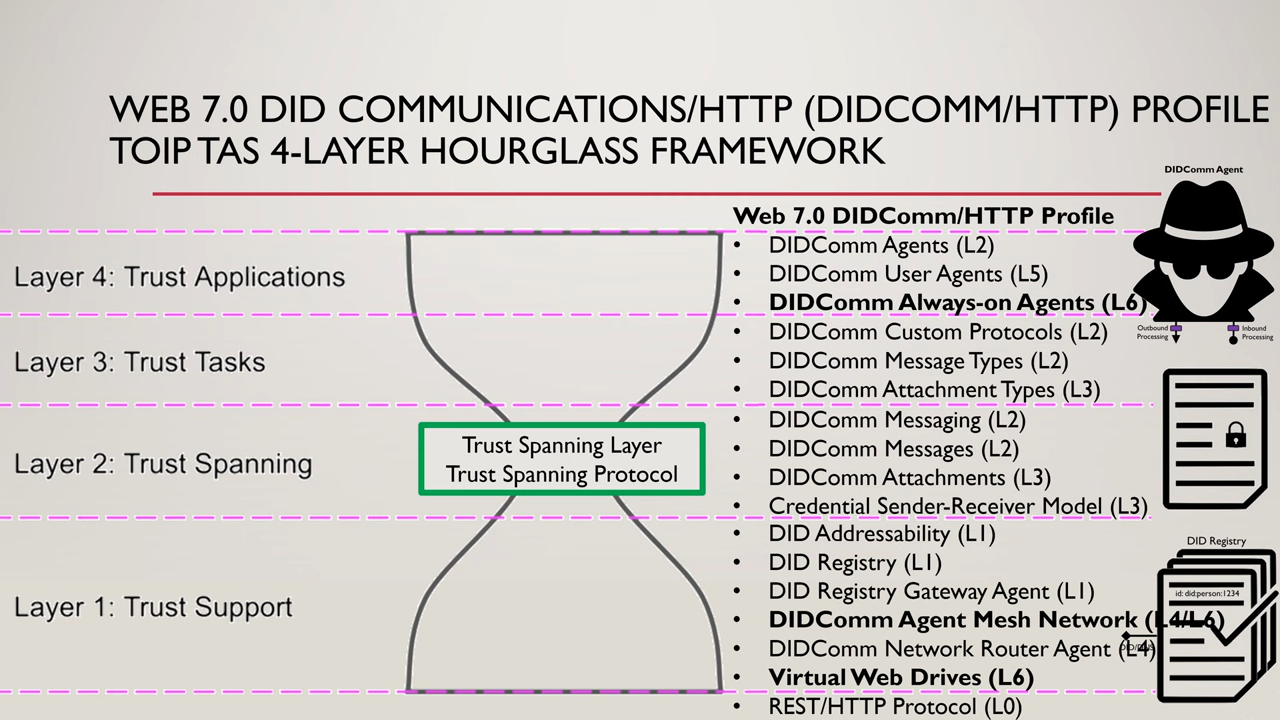 WEB 7.0 DID COMMUNICATIONS/HTTP (DIDCOMM/HTTP) PROFILE
TOIP TAS 4-LAYER HOURGLASS FRAMEWORK
DIDComm Agent
Web 7.0 DIDComm/HTTP Profile
Layer 4: Trust Applications
• DIDComm Agents (L2)
• DIDComm User Agents (L5)
• DIDComm Always-on Agents (L6)
Outbound
Processing
Inbound
Processing
Layer 3: Trust Tasks
• DIDComm Custom Protocols (L2)
• DIDComm Message Types (L2)
• DIDComm Attachment Types (L3)
Layer 2: Trust Spanning
Trust Spanning Layer
Trust Spanning Protocol
• DIDComm Messaging (L2)
• DIDComm Messages (L2)
• DIDComm Attachments (L3)
• Credential Sender-Receiver Model (L3)
Layer 1: Trust Support
• DID Addressability (L1)
• DID Registry (L1)
• DID Registry Gateway Agent (L1)
• DIDComm Agent Mesh Network (L4/L6)
• DIDComm Network Router Agent (L4)
• Virtual Web Drives (L6)
• REST/HTTP Protocol (L0)
DID Registry
id: did:person:1234